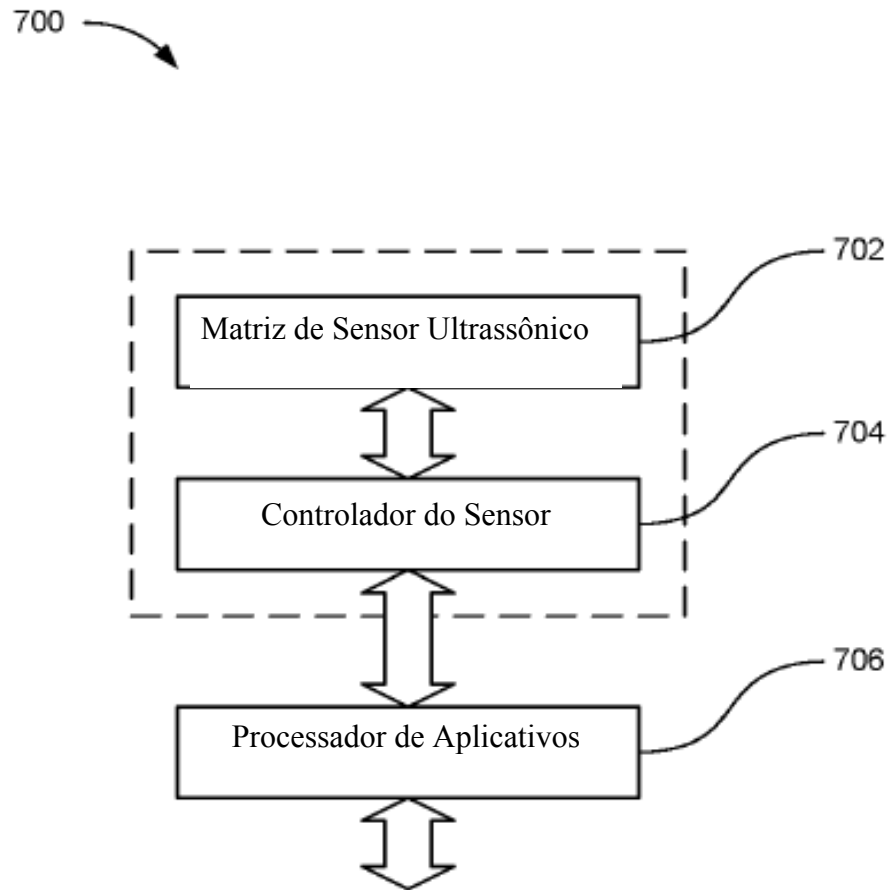 700
702
Matriz de Sensor Ultrassônico
704
Controlador do Sensor
706
Processador de Aplicativos